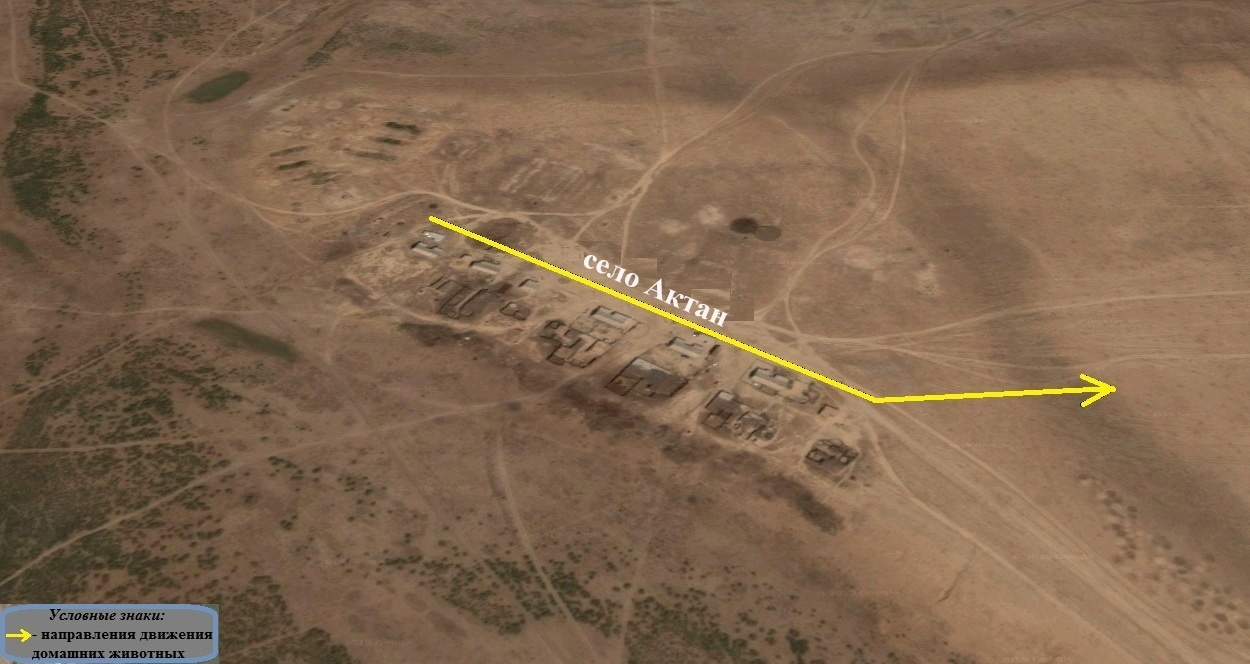 село Актан
Условные знаки:
- направления движения
домашних животных